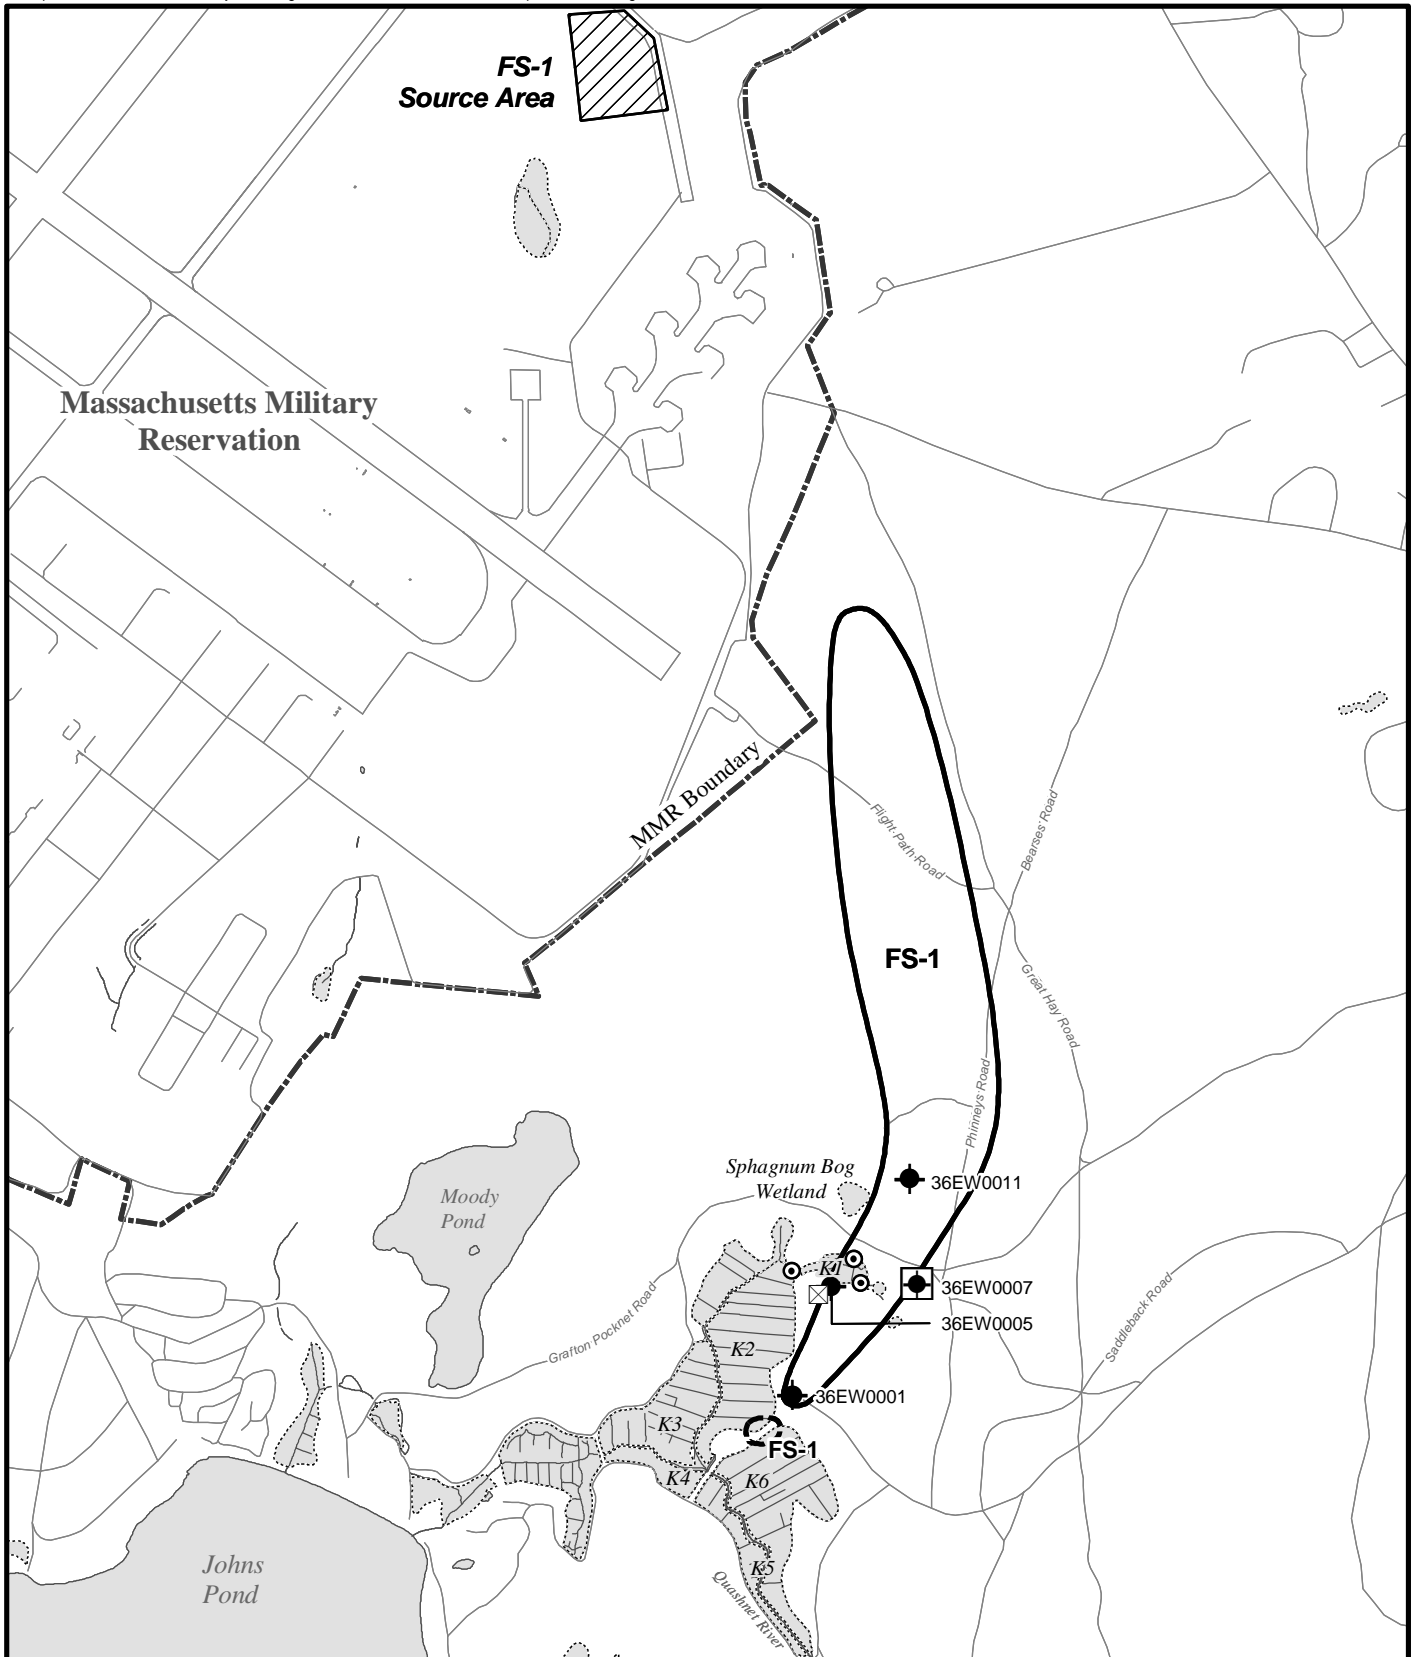 FS-1
Source Area
Massachusetts Military
Reservation
MMR Boundary
Flight Path Road
Bearses Road
FS-1
Great Hay Road
Phinneys Road
Sphagnum Bog
Wetland
36EW0011
Moody
Pond
K1
36EW0007
36EW0005
Saddleback Road
Grafton Pocknet Road
K2
36EW0001
K3
FS-1
K4
K6
K5
Johns
Pond
Quashnet River